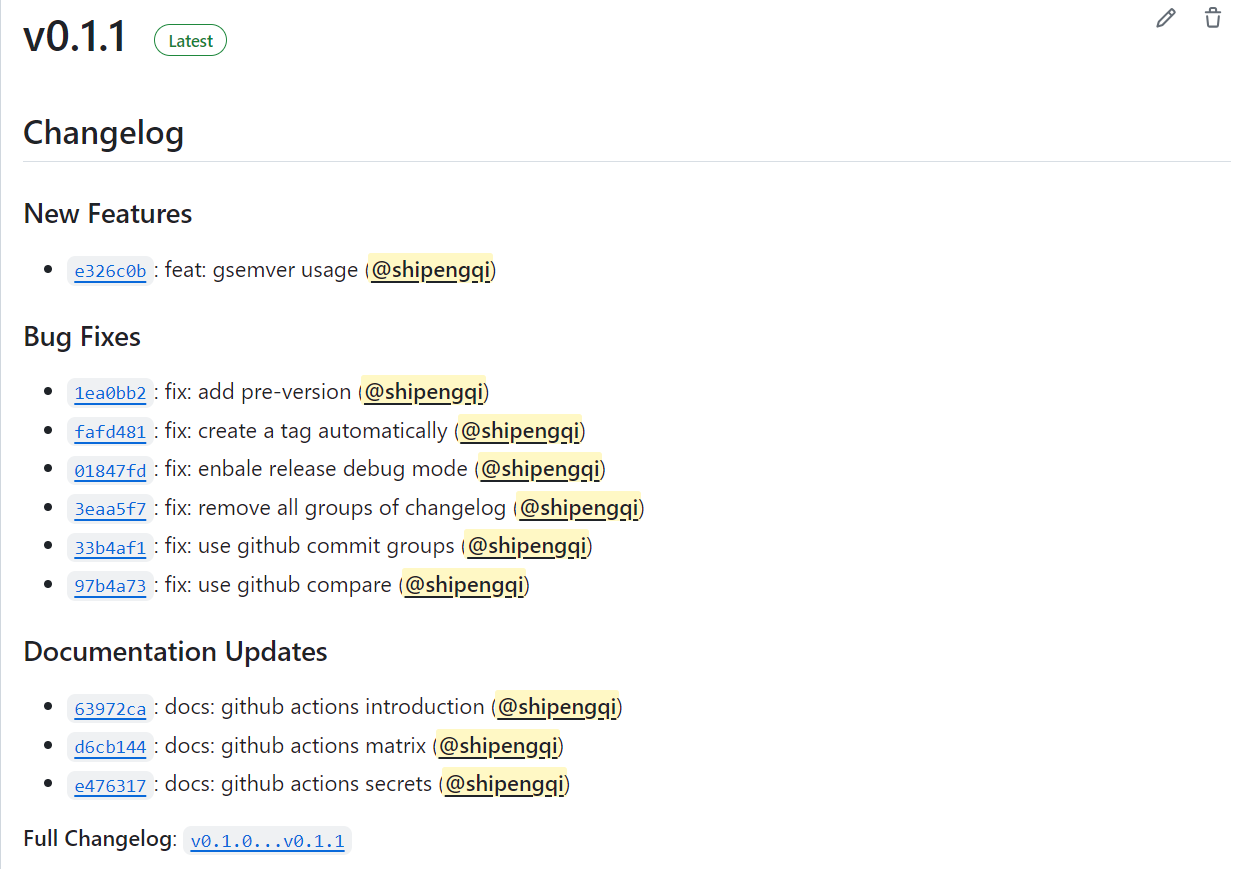 v0.1.1 Latest
Changelog
New Features
e326c0b : feat: gsemver usage (@shipengqi)
Bug Fixes
1ea0bb2 : fix: add pre-version (@shipengqi)
fafd481 : fix: create a tag automatically (@shipengqi)
01847fd : fix: enbale release debug mode (@shipengqi)
3eaa5f7 : fix: remove all groups of changelog (@shipengqi)
33b4af1 : fix: use github commit groups (@shipengqi)
97b4a73 : fix: use github compare (@shipengqi)
Documentation Updates
63972ca : docs: github actions introduction (@shipengqi)
d6cb144 : docs: github actions matrix (@shipengqi)
e476317 : docs: github actions secrets (@shipengqi)
Full Changelog: v0.1.0...v0.1.1